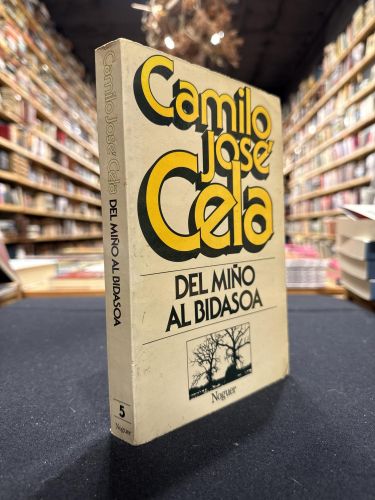 Camilo
José
Cela
DEL MIÑO
AL BIDASOA
Noguer
Camilo José Cela DEL MIÑO AL BIDASOA
5
Noguer